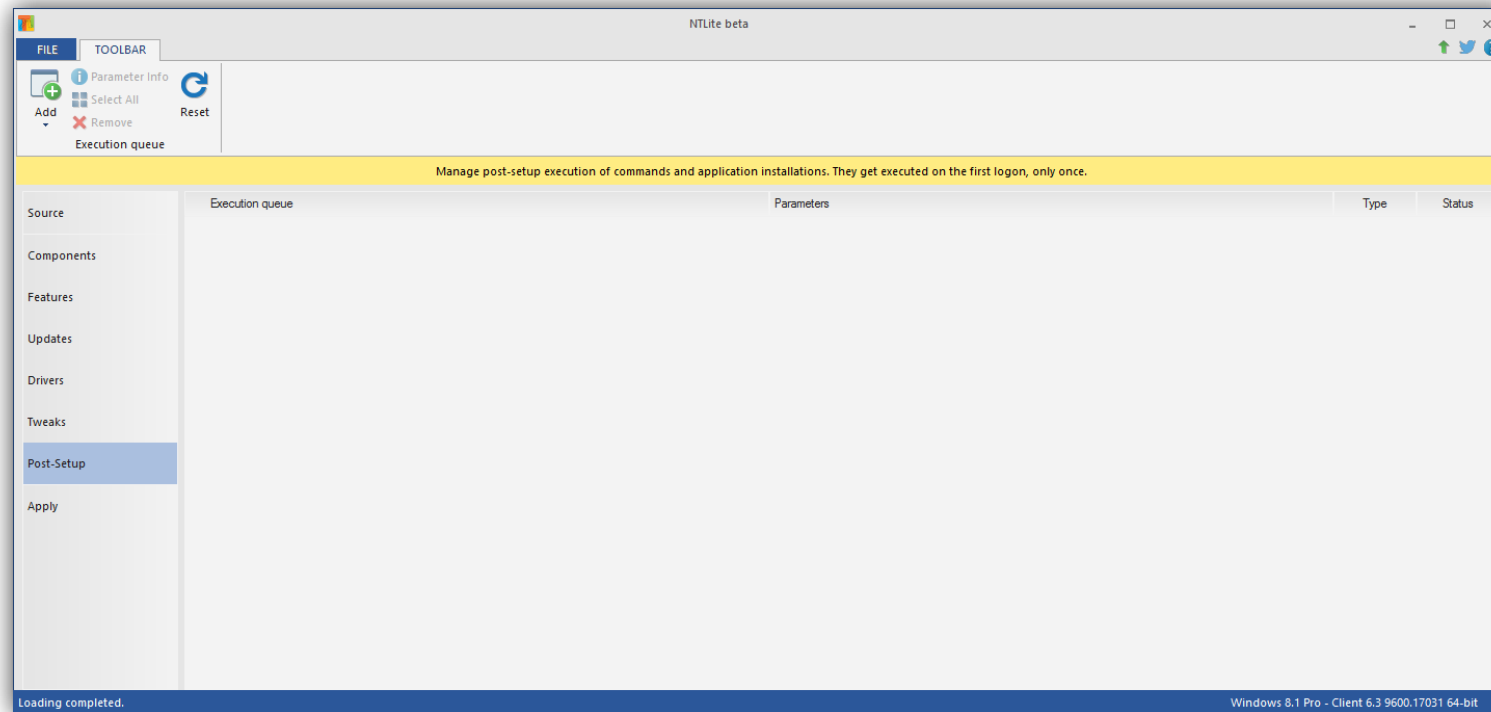 NTLite beta
FILE TOOLBAR
Add
Parameter Info
Select All
Remove
Reset
Execution queue
Manage post-setup execution of commands and application installations. They get executed on the first logon, only once.
Execution queue Parameters Type Status
Source
Components
Features
Updates
Drivers
Tweaks
Post-Setup
Apply
Loading completed. Windows 8.1 Pro - Client 6.3 9600.17031 64-bit